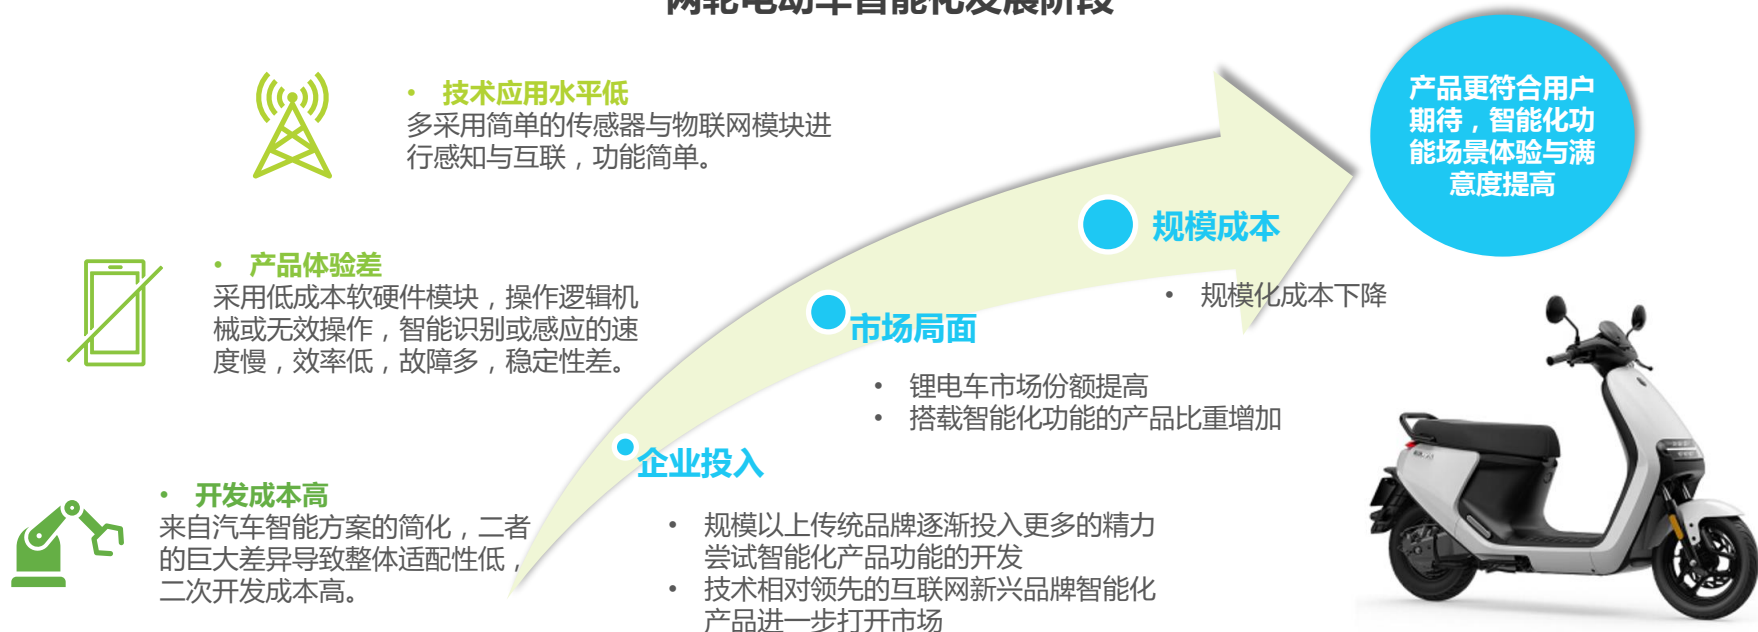 两轮电动车智能化发展阶段
• 技术应用水平低
多采用简单的传感器与物联网模块进
行感知与互联，功能简单。
• 产品体验差
采用低成本软硬件模块，操作逻辑机
械或无效操作，智能识别或感应的速
度慢，效率低，故障多，稳定性差。
• 开发成本高
来自汽车智能方案的简化，二者
的巨大差异导致整体适配性低，
二次开发成本高。
企业投入
• 规模以上传统品牌逐渐投入更多的精力
尝试智能化产品功能的开发
• 技术相对领先的互联网新兴品牌智能化
产品进一步打开市场
市场局面
• 锂电车市场份额提高
• 搭载智能化功能的产品比重增加
规模成本
• 规模化成本下降
产品更符合用户
期待，智能化功
能场景体验与满
意度提高